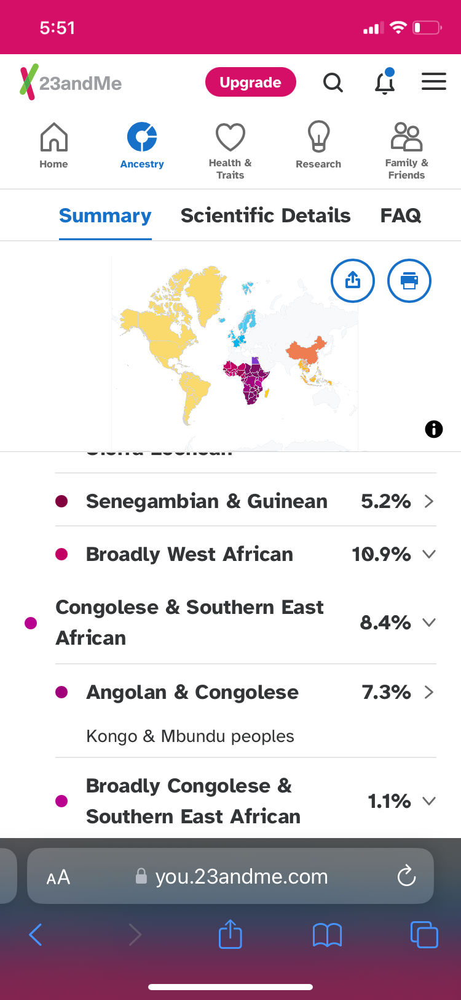 5:51
23andMe
Upgrade
Home
Ancestry
Health &
Traits
Research
Family &
Friends
Summary
Scientific Details
FAQ
Senegambian & Guinean
5.2%
Broadly West African
10.9%
Congolese & Southern East
African
8.4%
Angolan & Congolese
7.3%
Kongo & Mbundu peoples
Broadly Congolese &
Southern East African
1.1%
AA
you.23andme.com